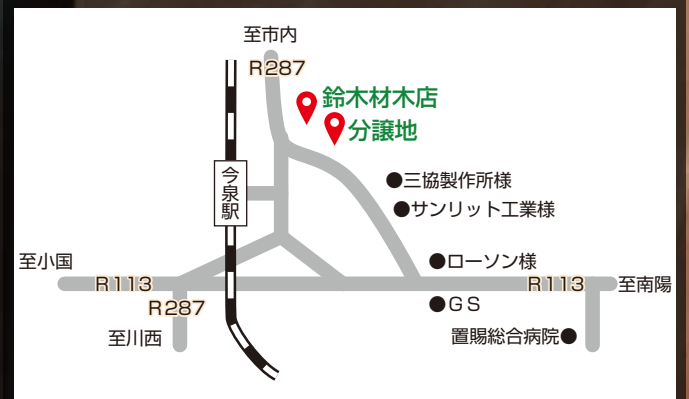 至市内
R287
鈴木材木店
分譲地
今泉駅
三協製作所様
サンリット工業様
至小国
ローソン様
R113
R113
至南陽
R287
GS
至川西
置賜総合病院